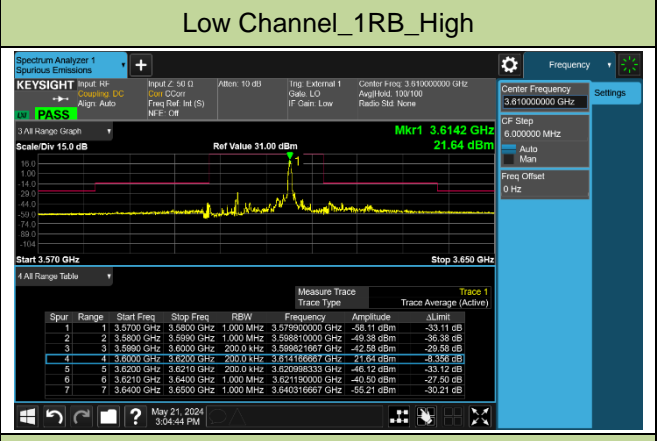 Low Channel_1RB_High
Spectrum Analyzer 1
Spurious Emissions
+
Frequency
KEYSIGHT
Input: RF
Coupling: DC
Align: Auto
Input Z: 50 Ω
Corr CCorr
Freq Ref: Int (S)
NFE: Off
Atten: 10 dB
Trig: External 1
Gate: LO
IF Gain: Low
Center Freq: 3.610000000 GHz
Avg|Hold: 100/100
Radio Std: None
PASS
Center Frequency
3.610000000 GHz
Settings
CF Step
6.000000 MHz
Auto
Man
Freq Offset
0 Hz
3 All Range Graph
Mkr1 3.6142 GHz
Scale/Div 15.0 dB
Ref Value 31.00 dBm
21.64 dBm
1
16.0
1.00
-14.0
-29.0
-44.0
-59.0
-74.0
-89.0
-104
Start 3.570 GHz
Stop 3.650 GHz
4 All Range Table
Measure Trace Trace 1
Trace Type Trace Average (Active)
Spur Range Start Freq Stop Freq RBW Frequency Amplitude ΔLimit
1 1 3.5700 GHz 3.5800 GHz 1.000 MHz 3.579900000 GHz -58.11 dBm -33.11 dB
2 2 3.5800 GHz 3.5990 GHz 1.000 MHz 3.598810000 GHz -49.38 dBm -36.38 dB
3 3 3.5990 GHz 3.6000 GHz 200.0 kHz 3.599821667 GHz -42.58 dBm -29.58 dB
4 4 3.6000 GHz 3.6200 GHz 200.0 kHz 3.614166667 GHz 21.64 dBm -8.356 dB
5 5 3.6200 GHz 3.6210 GHz 200.0 kHz 3.620998333 GHz -46.12 dBm -33.12 dB
6 6 3.6210 GHz 3.6400 GHz 1.000 MHz 3.621190000 GHz -40.50 dBm -27.50 dB
7 7 3.6400 GHz 3.6500 GHz 1.000 MHz 3.640316667 GHz -55.21 dBm -30.21 dB
?
May 21, 2024
3:04:44 PM